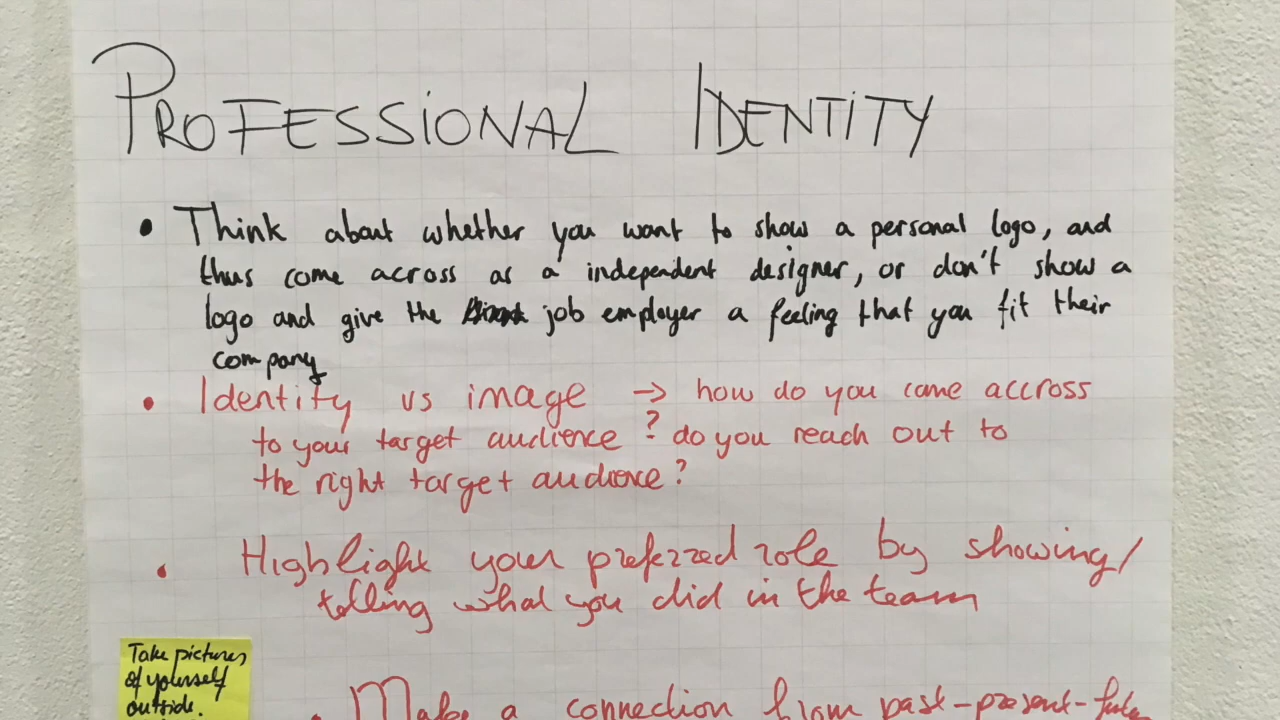 PROFESSIONAL IDENTITY
• Think about whether you want to show a personal logo, and
thus come across as a independent designer, or don't show a
logo and give the job employer a feeling that you fit their
company
• Identity vs image → how do you come accross
to your target audience? do you reach out to
the right target audience?
• Highlight your preferred role by showing/
telling what you did in the team
Take pictures
of yourself
outside.
• Make a connection from past-present-